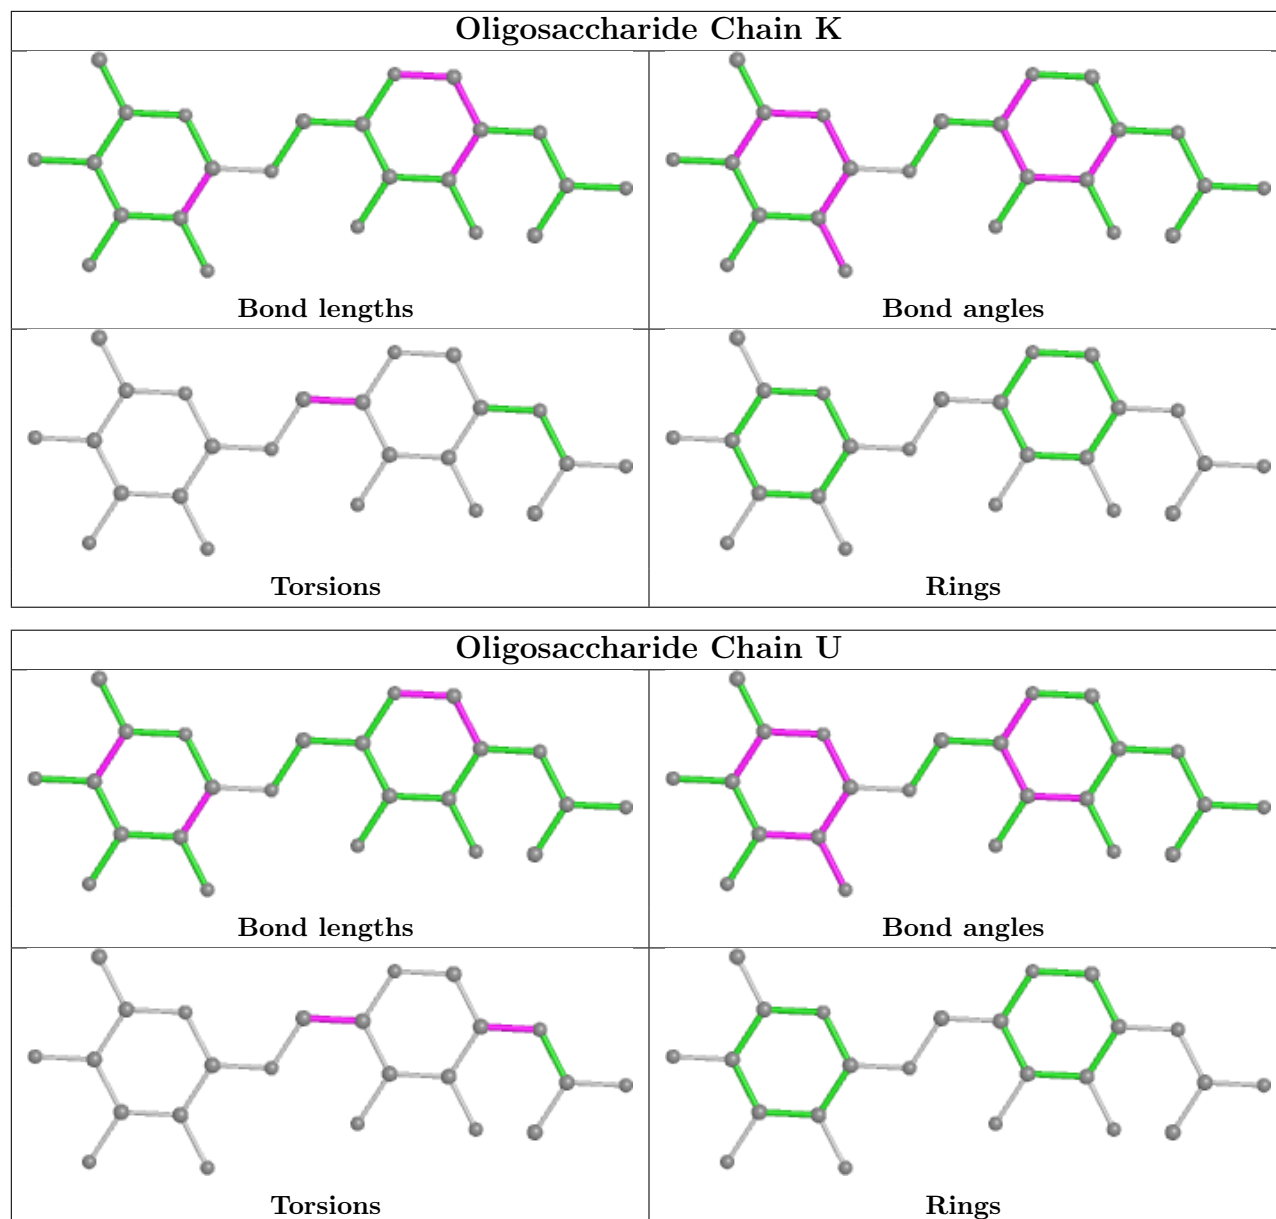 Oligosaccharide Chain K
Bond lengths
Bond angles
Torsions
Rings
Oligosaccharide Chain U
Bond lengths
Bond angles
Torsions
Rings